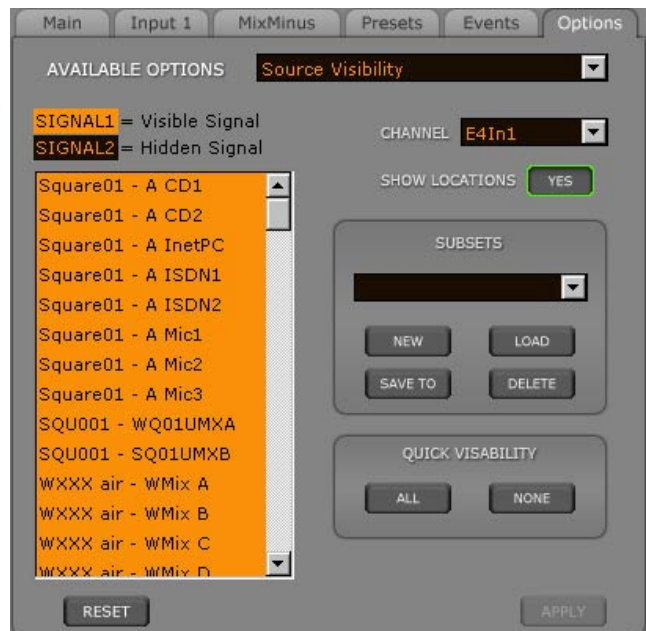 Main Input 1 MixMinus Presets Events Options
AVAILABLE OPTIONS Source Visibility
SIGNAL1 = Visible Signal
SIGNAL2 = Hidden Signal
CHANNEL E4In1
SHOW LOCATIONS YES
Square01 - A CD1
Square01 - A CD2
Square01 - A InetPC
Square01 - A ISDN1
Square01 - A ISDN2
Square01 - A Mic1
Square01 - A Mic2
Square01 - A Mic3
SQU001 - WQ01UMXA
SQU001 - SQ01UMXB
WXXX air - WMix A
WXXX air - WMix B
WXXX air - WMix C
WXXX air - WMix D
SUBSETS
NEW LOAD
SAVE TO DELETE
QUICK VISABILITY
ALL NONE
RESET APPLY